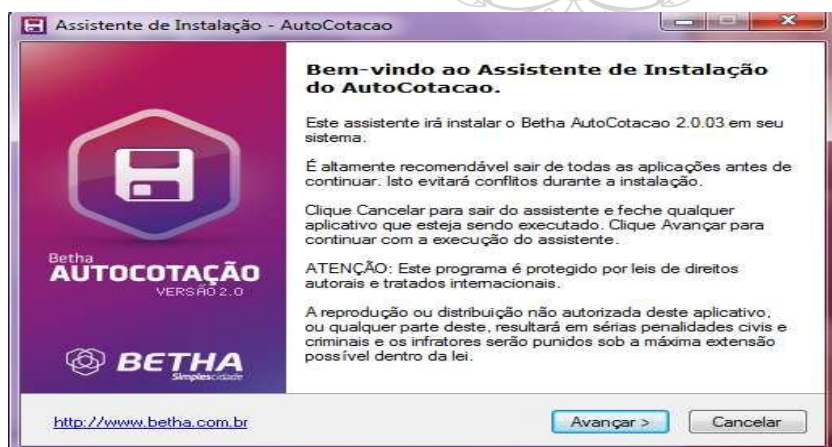 Assistente de Instalação - AutoCotacao
Bem-vindo ao Assistente de Instalação
do AutoCotacao.
Este assistente irá instalar o Betha AutoCotacao 2.0.03 em seu
sistema.
É altamente recomendável sair de todas as aplicações antes de
continuar. Isto evitará conflitos durante a instalação.
Clique Cancelar para sair do assistente e feche qualquer
aplicativo que esteja sendo executado. Clique Avançar para
continuar com a execução do assistente.
ATENÇÃO: Este programa é protegido por leis de direitos
autorais e tratados internacionais.
A reprodução ou distribuição não autorizada deste aplicativo,
ou qualquer parte deste, resultará em sérias penalidades civis e
criminais e os infratores serão punidos sob a máxima extensão
possível dentro da lei.
Betha
AUTOCOTAÇÃO
VERSÃO 2.0
BETHA
Simplescidade
http://www.betha.com.br
Avançar >
Cancelar